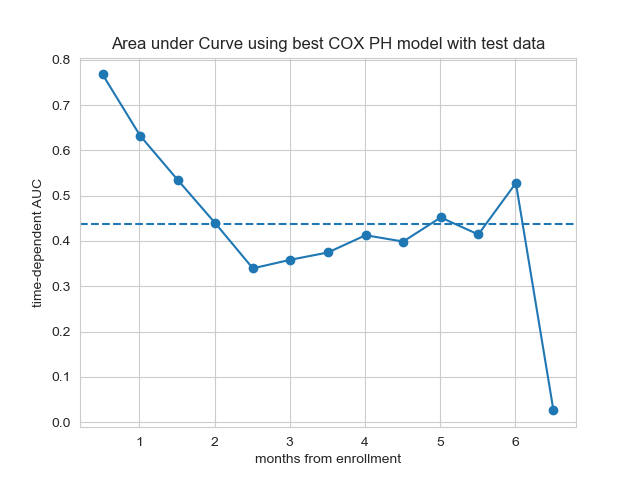 Area under Curve using best COX PH model with test data
time-dependent AUC
0.8
0.7
0.6
0.5
0.4
0.3
0.2
0.1
0.0
1 2 3 4 5 6
months from enrollment